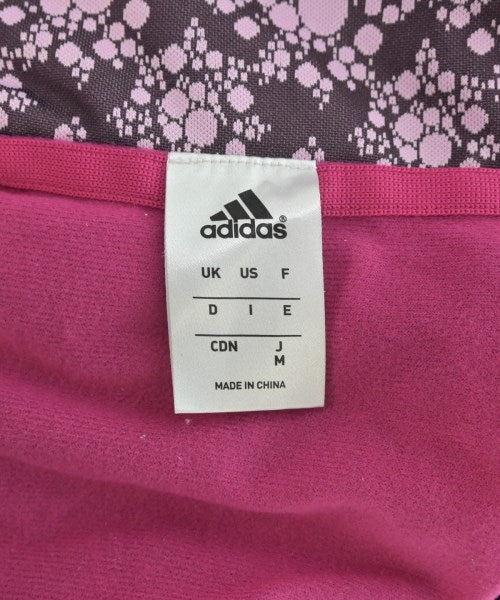 adidas®
UK US F
D I E
CDN J
M
MADE IN CHINA